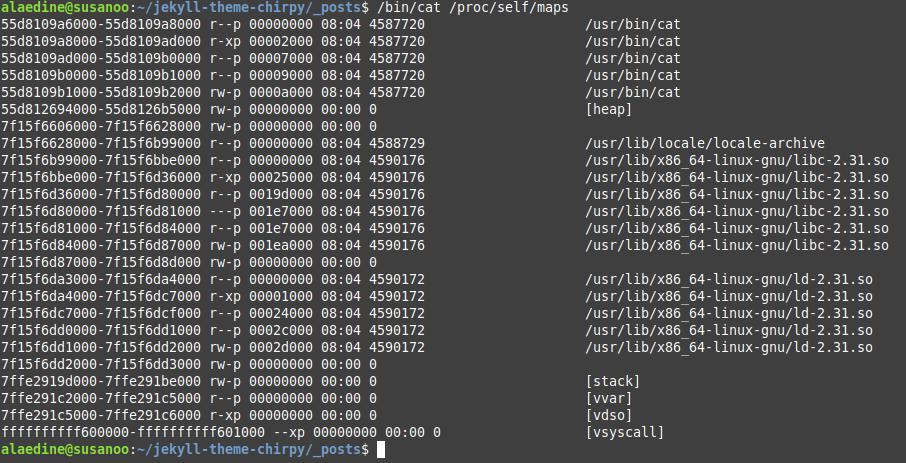 alaedine@susanoo:~/jekyll-theme-chirpy/_posts$ /bin/cat /proc/self/maps
55d8109a6000-55d8109a8000 r--p 00000000 08:04 4587720 /usr/bin/cat
55d8109a8000-55d8109ad000 r-xp 00002000 08:04 4587720 /usr/bin/cat
55d8109ad000-55d8109b0000 r--p 00007000 08:04 4587720 /usr/bin/cat
55d8109b0000-55d8109b1000 r--p 00009000 08:04 4587720 /usr/bin/cat
55d8109b1000-55d8109b2000 rw-p 0000a000 08:04 4587720 /usr/bin/cat
55d812694000-55d8126b5000 rw-p 00000000 00:00 0 [heap]
7f15f6606000-7f15f6628000 rw-p 00000000 00:00 0
7f15f6628000-7f15f6b99000 r--p 00000000 08:04 4588729 /usr/lib/locale/locale-archive
7f15f6b99000-7f15f6bbe000 r--p 00000000 08:04 4590176 /usr/lib/x86_64-linux-gnu/libc-2.31.so
7f15f6bbe000-7f15f6d36000 r-xp 00025000 08:04 4590176 /usr/lib/x86_64-linux-gnu/libc-2.31.so
7f15f6d36000-7f15f6d80000 r--p 0019d000 08:04 4590176 /usr/lib/x86_64-linux-gnu/libc-2.31.so
7f15f6d80000-7f15f6d81000 ---p 001e7000 08:04 4590176 /usr/lib/x86_64-linux-gnu/libc-2.31.so
7f15f6d81000-7f15f6d84000 r--p 001e7000 08:04 4590176 /usr/lib/x86_64-linux-gnu/libc-2.31.so
7f15f6d84000-7f15f6d87000 rw-p 001ea000 08:04 4590176 /usr/lib/x86_64-linux-gnu/libc-2.31.so
7f15f6d87000-7f15f6d8d000 rw-p 00000000 00:00 0
7f15f6da3000-7f15f6da4000 r--p 00000000 08:04 4590172 /usr/lib/x86_64-linux-gnu/ld-2.31.so
7f15f6da4000-7f15f6dc7000 r-xp 00001000 08:04 4590172 /usr/lib/x86_64-linux-gnu/ld-2.31.so
7f15f6dc7000-7f15f6dcf000 r--p 00024000 08:04 4590172 /usr/lib/x86_64-linux-gnu/ld-2.31.so
7f15f6dd0000-7f15f6dd1000 r--p 0002c000 08:04 4590172 /usr/lib/x86_64-linux-gnu/ld-2.31.so
7f15f6dd1000-7f15f6dd2000 rw-p 0002d000 08:04 4590172 /usr/lib/x86_64-linux-gnu/ld-2.31.so
7f15f6dd2000-7f15f6dd3000 rw-p 00000000 00:00 0
7ffe2919d000-7ffe291be000 rw-p 00000000 00:00 0 [stack]
7ffe291c2000-7ffe291c5000 r--p 00000000 00:00 0 [vvar]
7ffe291c5000-7ffe291c6000 r-xp 00000000 00:00 0 [vdso]
ffffffffff600000-ffffffffff601000 --xp 00000000 00:00 0 [vsyscall]
alaedine@susanoo:~/jekyll-theme-chirpy/_posts$